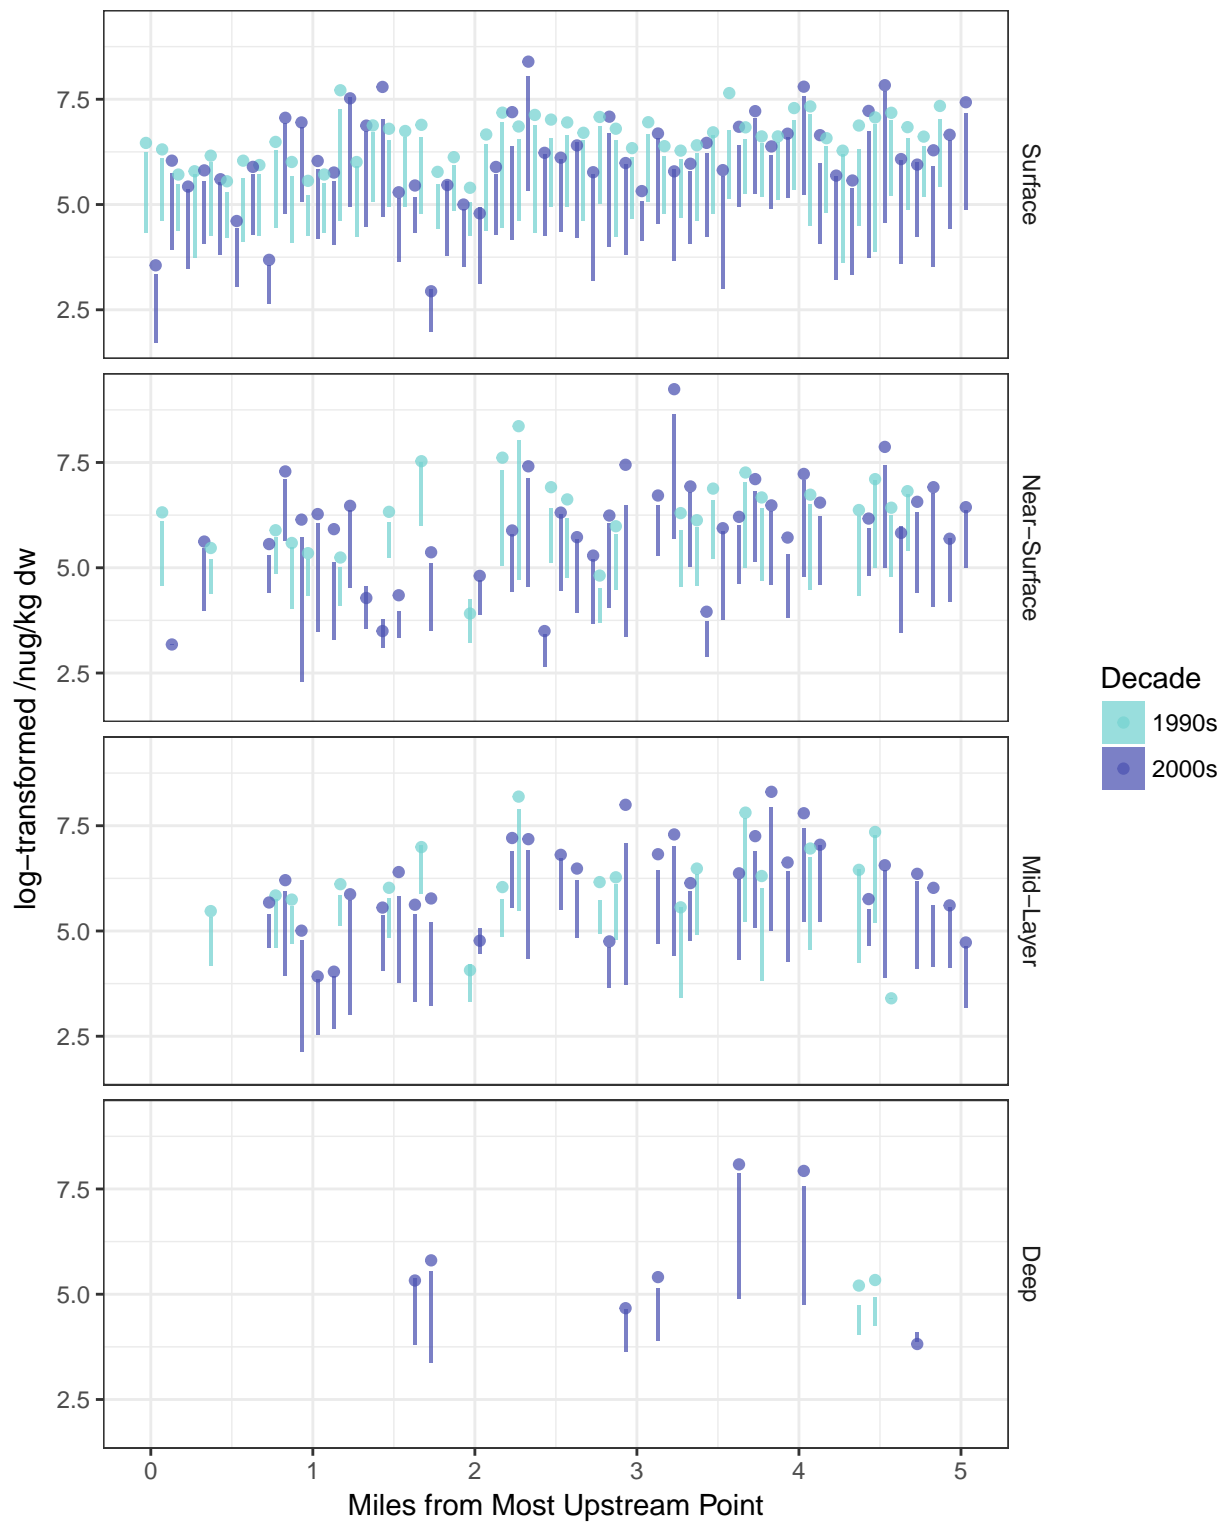 7.5
5.0
2.5
Surface
7.5
5.0
2.5
Near−Surface
7.5
5.0
2.5
Mid−Layer
7.5
5.0
2.5
Deep
0 1 2 3 4 5
Miles from Most Upstream Point
log−transformed /nug/kg dw
Decade
1990s
2000s